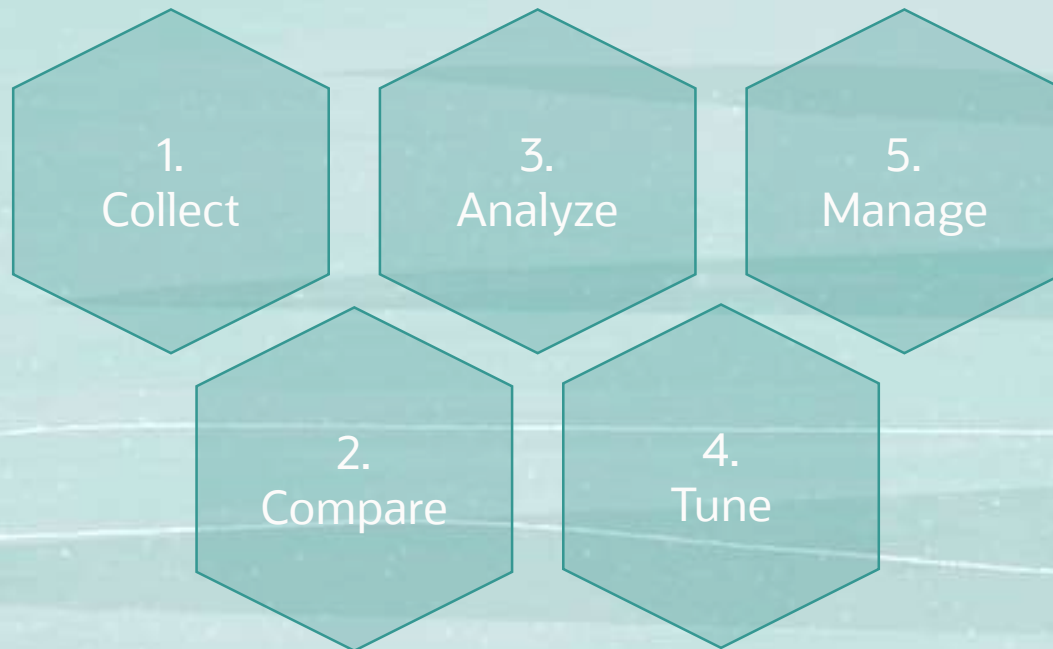 1.
Collect
2.
Compare
3.
Analyze
4.
Tune
5.
Manage